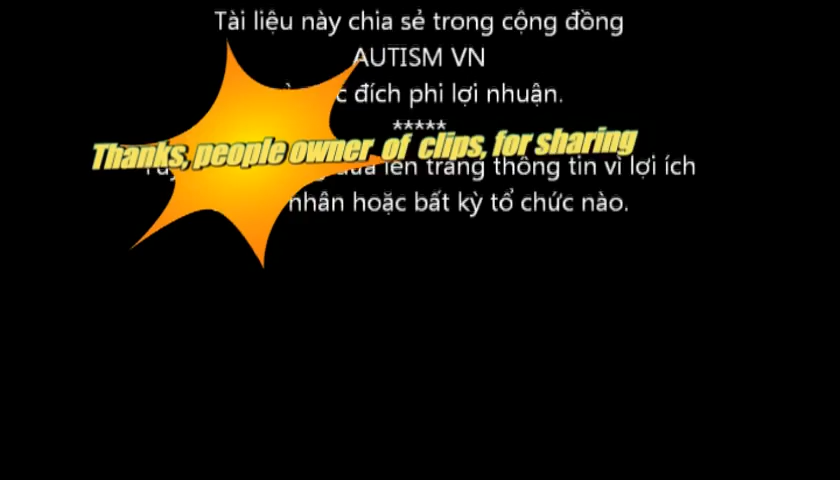 Tài liệu này chia sẻ trong cộng đồng
AUTISM VN
đích phi lợi nhuận.
*****
Thanks, people owner of clips, for sharing
lên trang thông tin vì lợi ích
nhân hoặc bất kỳ tổ chức nào.